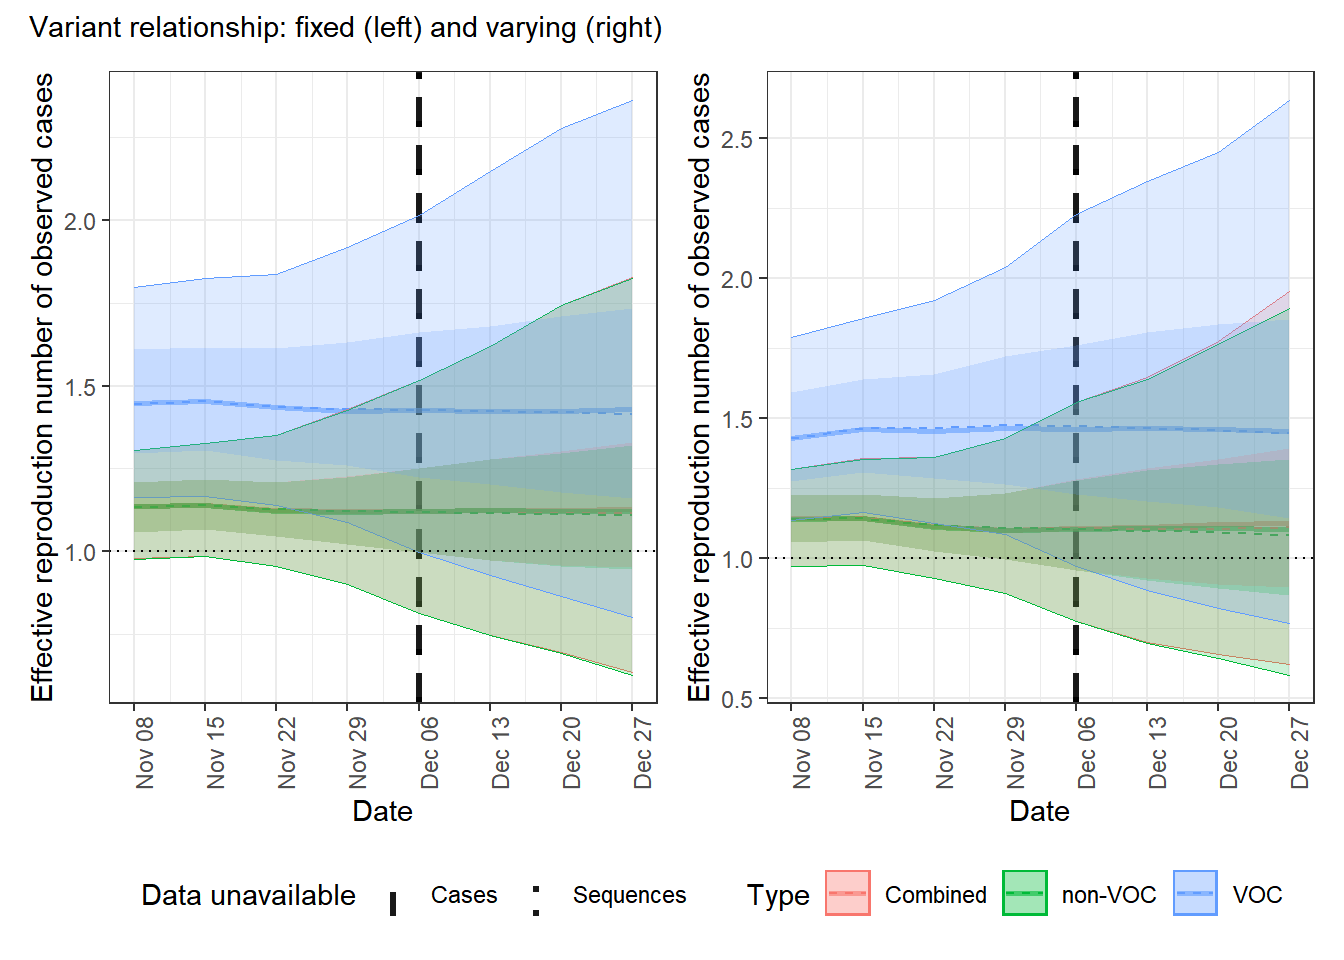 Variant relationship: fixed (left) and varying (right)
Effective reproduction number of observed cases
2.0
1.5
1.0
Nov 08
Nov 15
Nov 22
Nov 29
Dec 06
Dec 13
Dec 20
Dec 27
Date
Effective reproduction number of observed cases
2.5
2.0
1.5
1.0
0.5
Nov 08
Nov 15
Nov 22
Nov 29
Dec 06
Dec 13
Dec 20
Dec 27
Date
Data unavailable Cases Sequences Type Combined non-VOC VOC